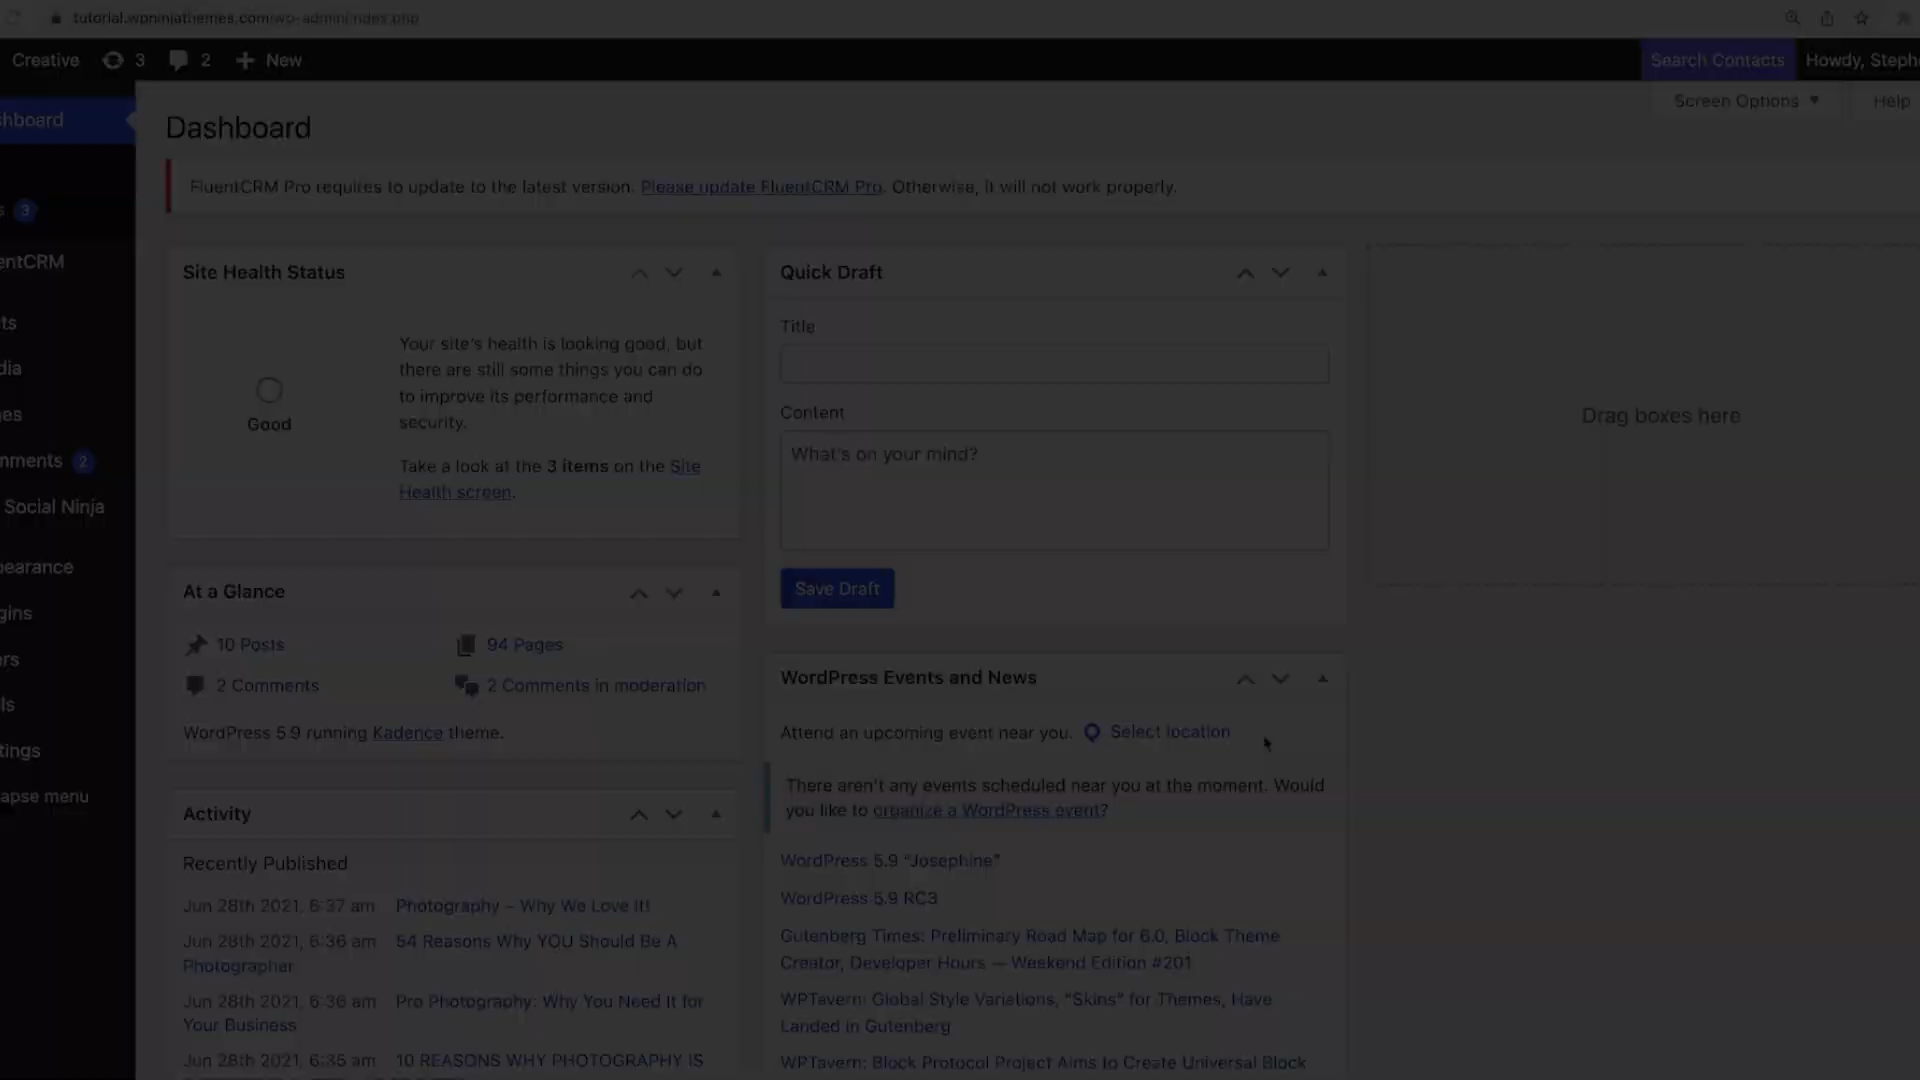 tutorial.wpninjathemes.com/wp-admin/index.php
Creative 3 2 New
Search Contacts Howdy, Steph
Screen Options Help
hboard
s 3
entCRM
ts
dia
es
nments 2
Social Ninja
pearance
gins
rs
ls
tings
apse menu
Dashboard
FluentCRM Pro requires to update to the latest version. Please update FluentCRM Pro. Otherwise, it will not work properly.
Site Health Status
Good
Your site's health is looking good, but
there are still some things you can do
to improve its performance and
security.
Take a look at the 3 items on the Site
Health screen.
At a Glance
10 Posts
94 Pages
2 Comments
2 Comments in moderation
WordPress 5.9 running Kadence theme.
Activity
Recently Published
Jun 28th 2021, 6:37 am Photography – Why We Love It!
Jun 28th 2021, 6:36 am 54 Reasons Why YOU Should Be A
Photographer
Jun 28th 2021, 6:36 am Pro Photography: Why You Need It for
Your Business
Jun 28th 2021, 6:35 am 10 REASONS WHY PHOTOGRAPHY IS
Quick Draft
Title
Content
What's on your mind?
Save Draft
WordPress Events and News
Attend an upcoming event near you. Select location
There aren't any events scheduled near you at the moment. Would
you like to organize a WordPress event?
WordPress 5.9 “Josephine”
WordPress 5.9 RC3
Gutenberg Times: Preliminary Road Map for 6.0, Block Theme
Creator, Developer Hours — Weekend Edition #201
WPTavern: Global Style Variations, “Skins” for Themes, Have
Landed in Gutenberg
WPTavern: Block Protocol Project Aims to Create Universal Block
Drag boxes here